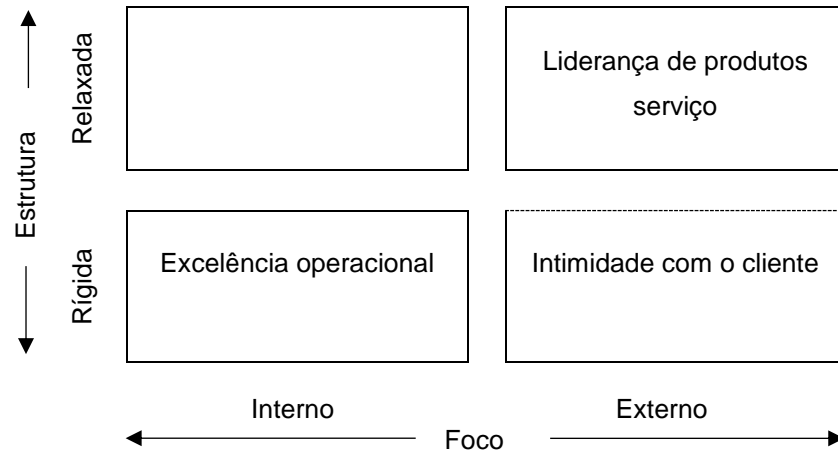 Estrutura
Relaxada
Liderança de produtos
serviço
Rígida
Excelência operacional
Intimidade com o cliente
Interno
Externo
Foco